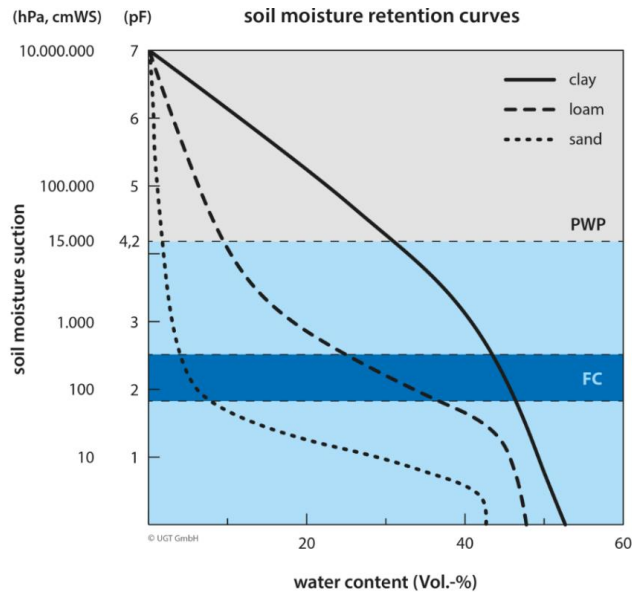 (hPa, cmWS) (pF) soil moisture retention curves
10.000.000 7
clay
6 loam
sand
100.000 5
PWP
15.000 4,2
1.000 3
FC
100 2
10 1
soil moisture suction
© UGT GmbH
20 40 60
water content (Vol.-%)